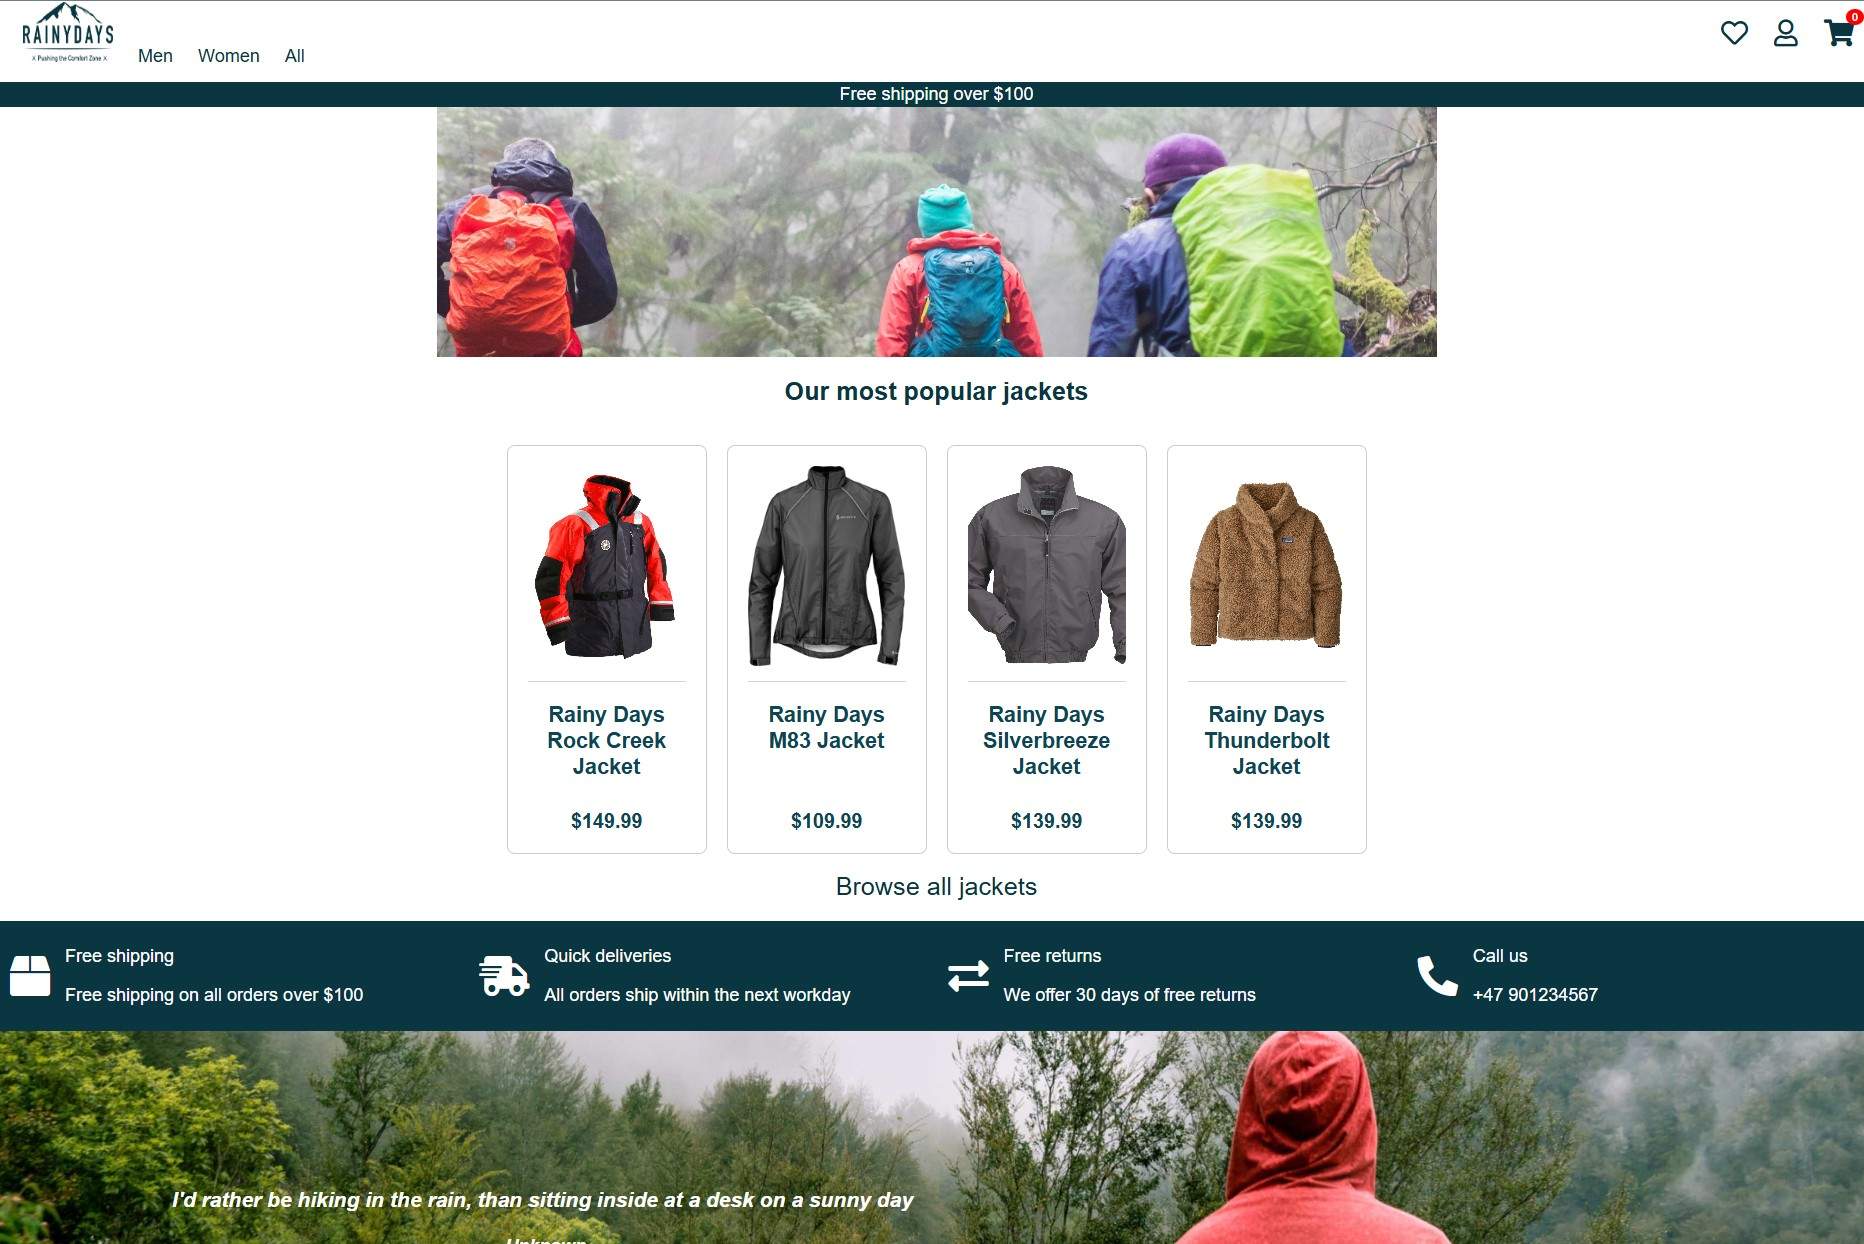 RAINYDAYS
x Pushing the Comfort Zone x
Men Women All
0
Free shipping over $100
Our most popular jackets
Rainy Days
Rock Creek
Jacket
$149.99
Rainy Days
M83 Jacket
$109.99
Rainy Days
Silverbreeze
Jacket
$139.99
Rainy Days
Thunderbolt
Jacket
$139.99
Browse all jackets
Free shipping
Free shipping on all orders over $100
Quick deliveries
All orders ship within the next workday
Free returns
We offer 30 days of free returns
Call us
+47 901234567
I'd rather be hiking in the rain, than sitting inside at a desk on a sunny day
Unknown